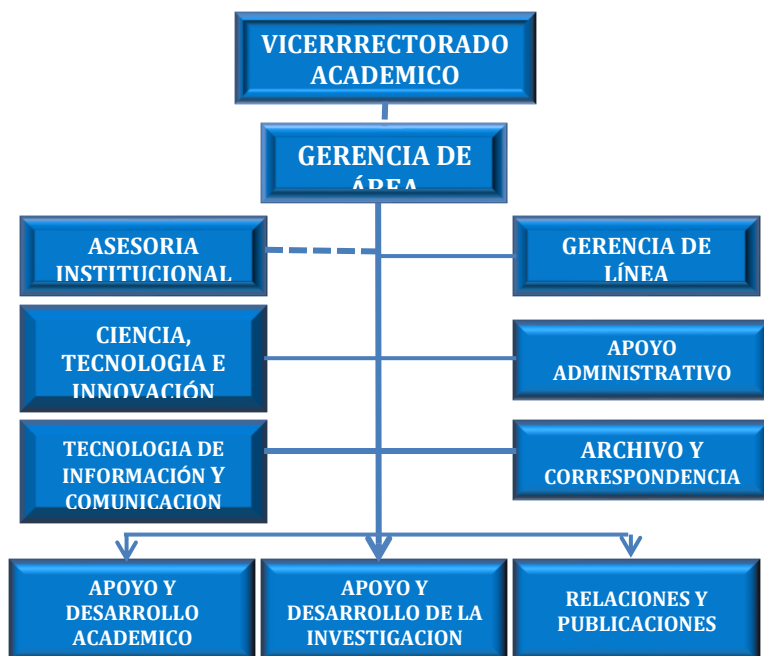 VICERRRECTORADO
ACADEMICO
GERENCIA DE
ÁREA
ASESORIA
INSTITUCIONAL
GERENCIA DE
LÍNEA
CIENCIA,
TECNOLOGIA E
INNOVACIÓN
APOYO
ADMINISTRATIVO
TECNOLOGIA DE
INFORMACIÓN Y
COMUNICACION
ARCHIVO Y
CORRESPONDENCIA
APOYO Y
DESARROLLO
ACADEMICO
APOYO Y
DESARROLLO DE LA
INVESTIGACION
RELACIONES Y
PUBLICACIONES